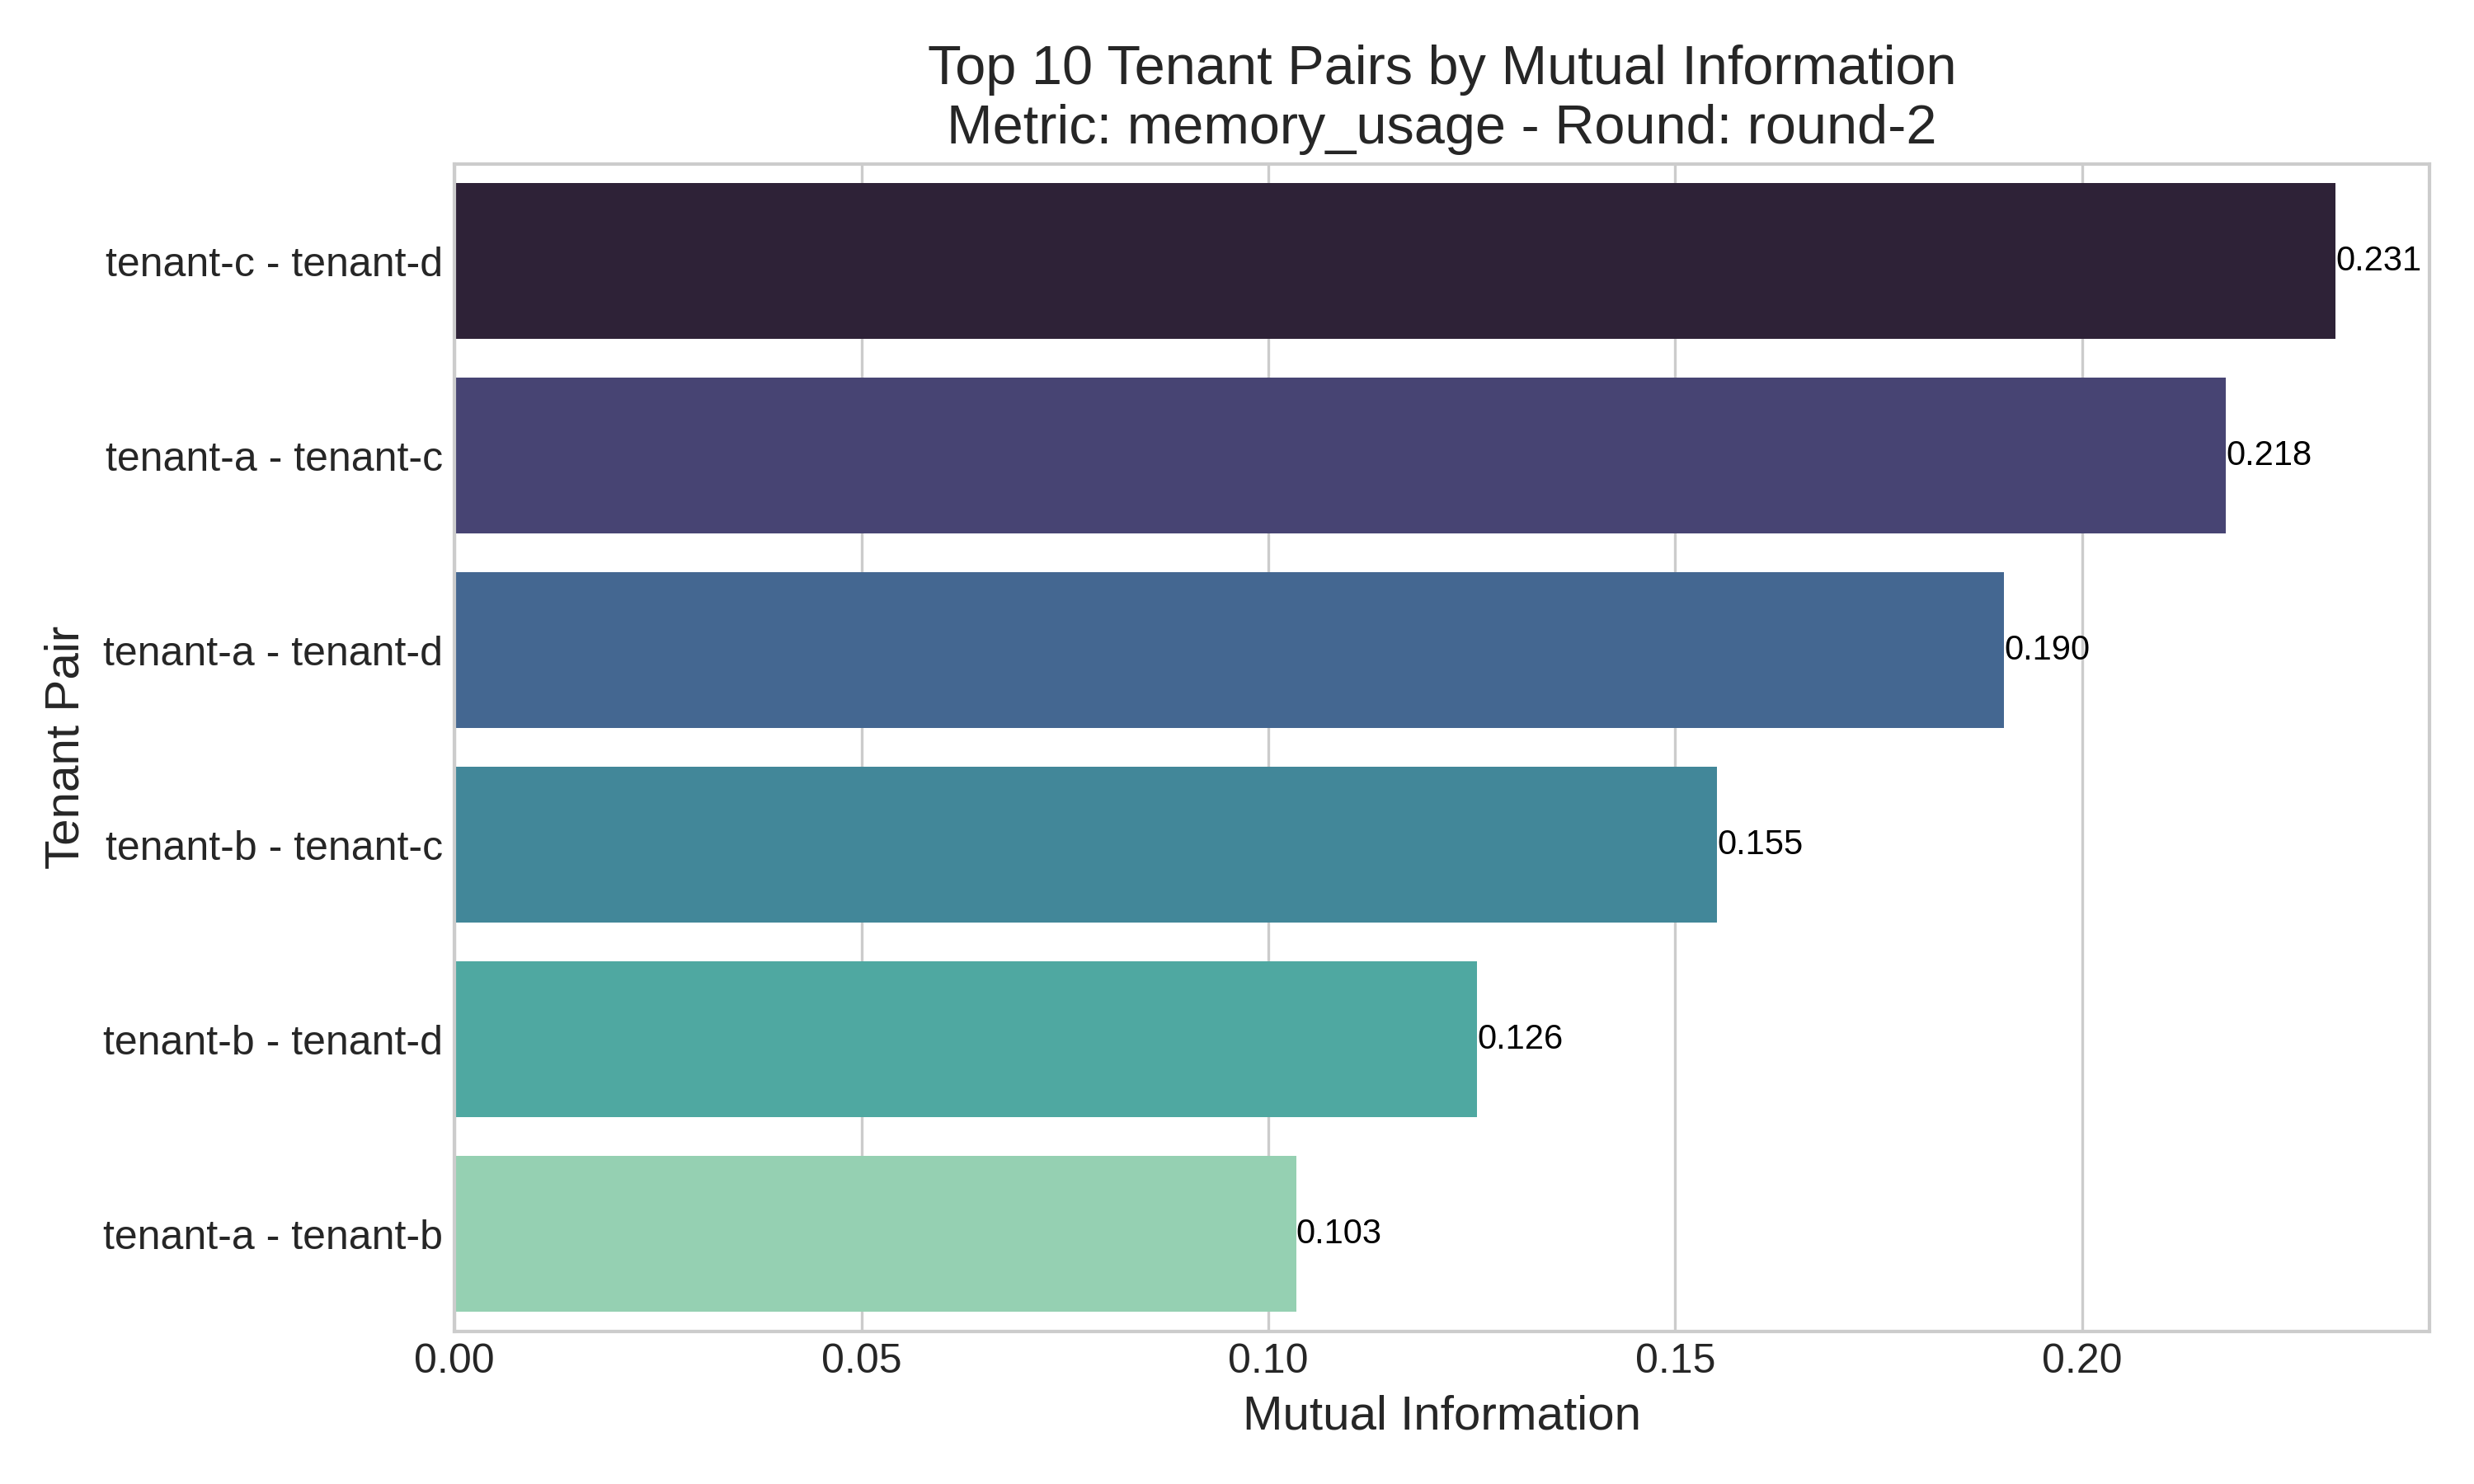 Top 10 Tenant Pairs by Mutual Information
Metric: memory_usage - Round: round-2
Tenant Pair
tenant-c - tenant-d
0.231
tenant-a - tenant-c
0.218
tenant-a - tenant-d
0.190
tenant-b - tenant-c
0.155
tenant-b - tenant-d
0.126
tenant-a - tenant-b
0.103
0.00 0.05 0.10 0.15 0.20
Mutual Information